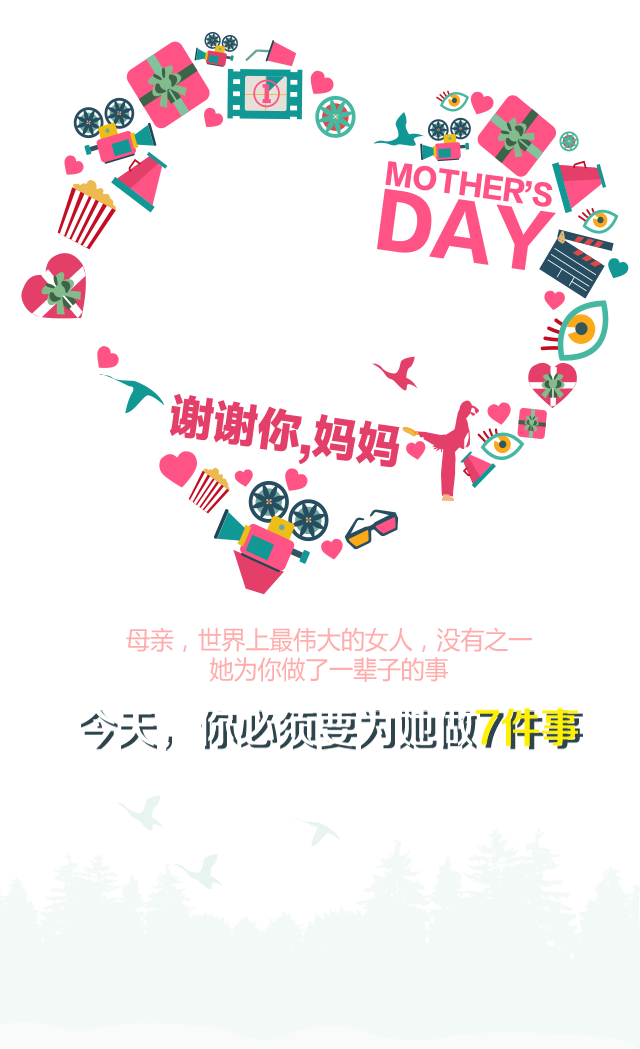 1
MOTHER'S
DAY
谢谢你,妈妈
母亲，世界上最伟大的女人，没有之一
她为你做了一辈子的事
今天，你必须要为她做7件事